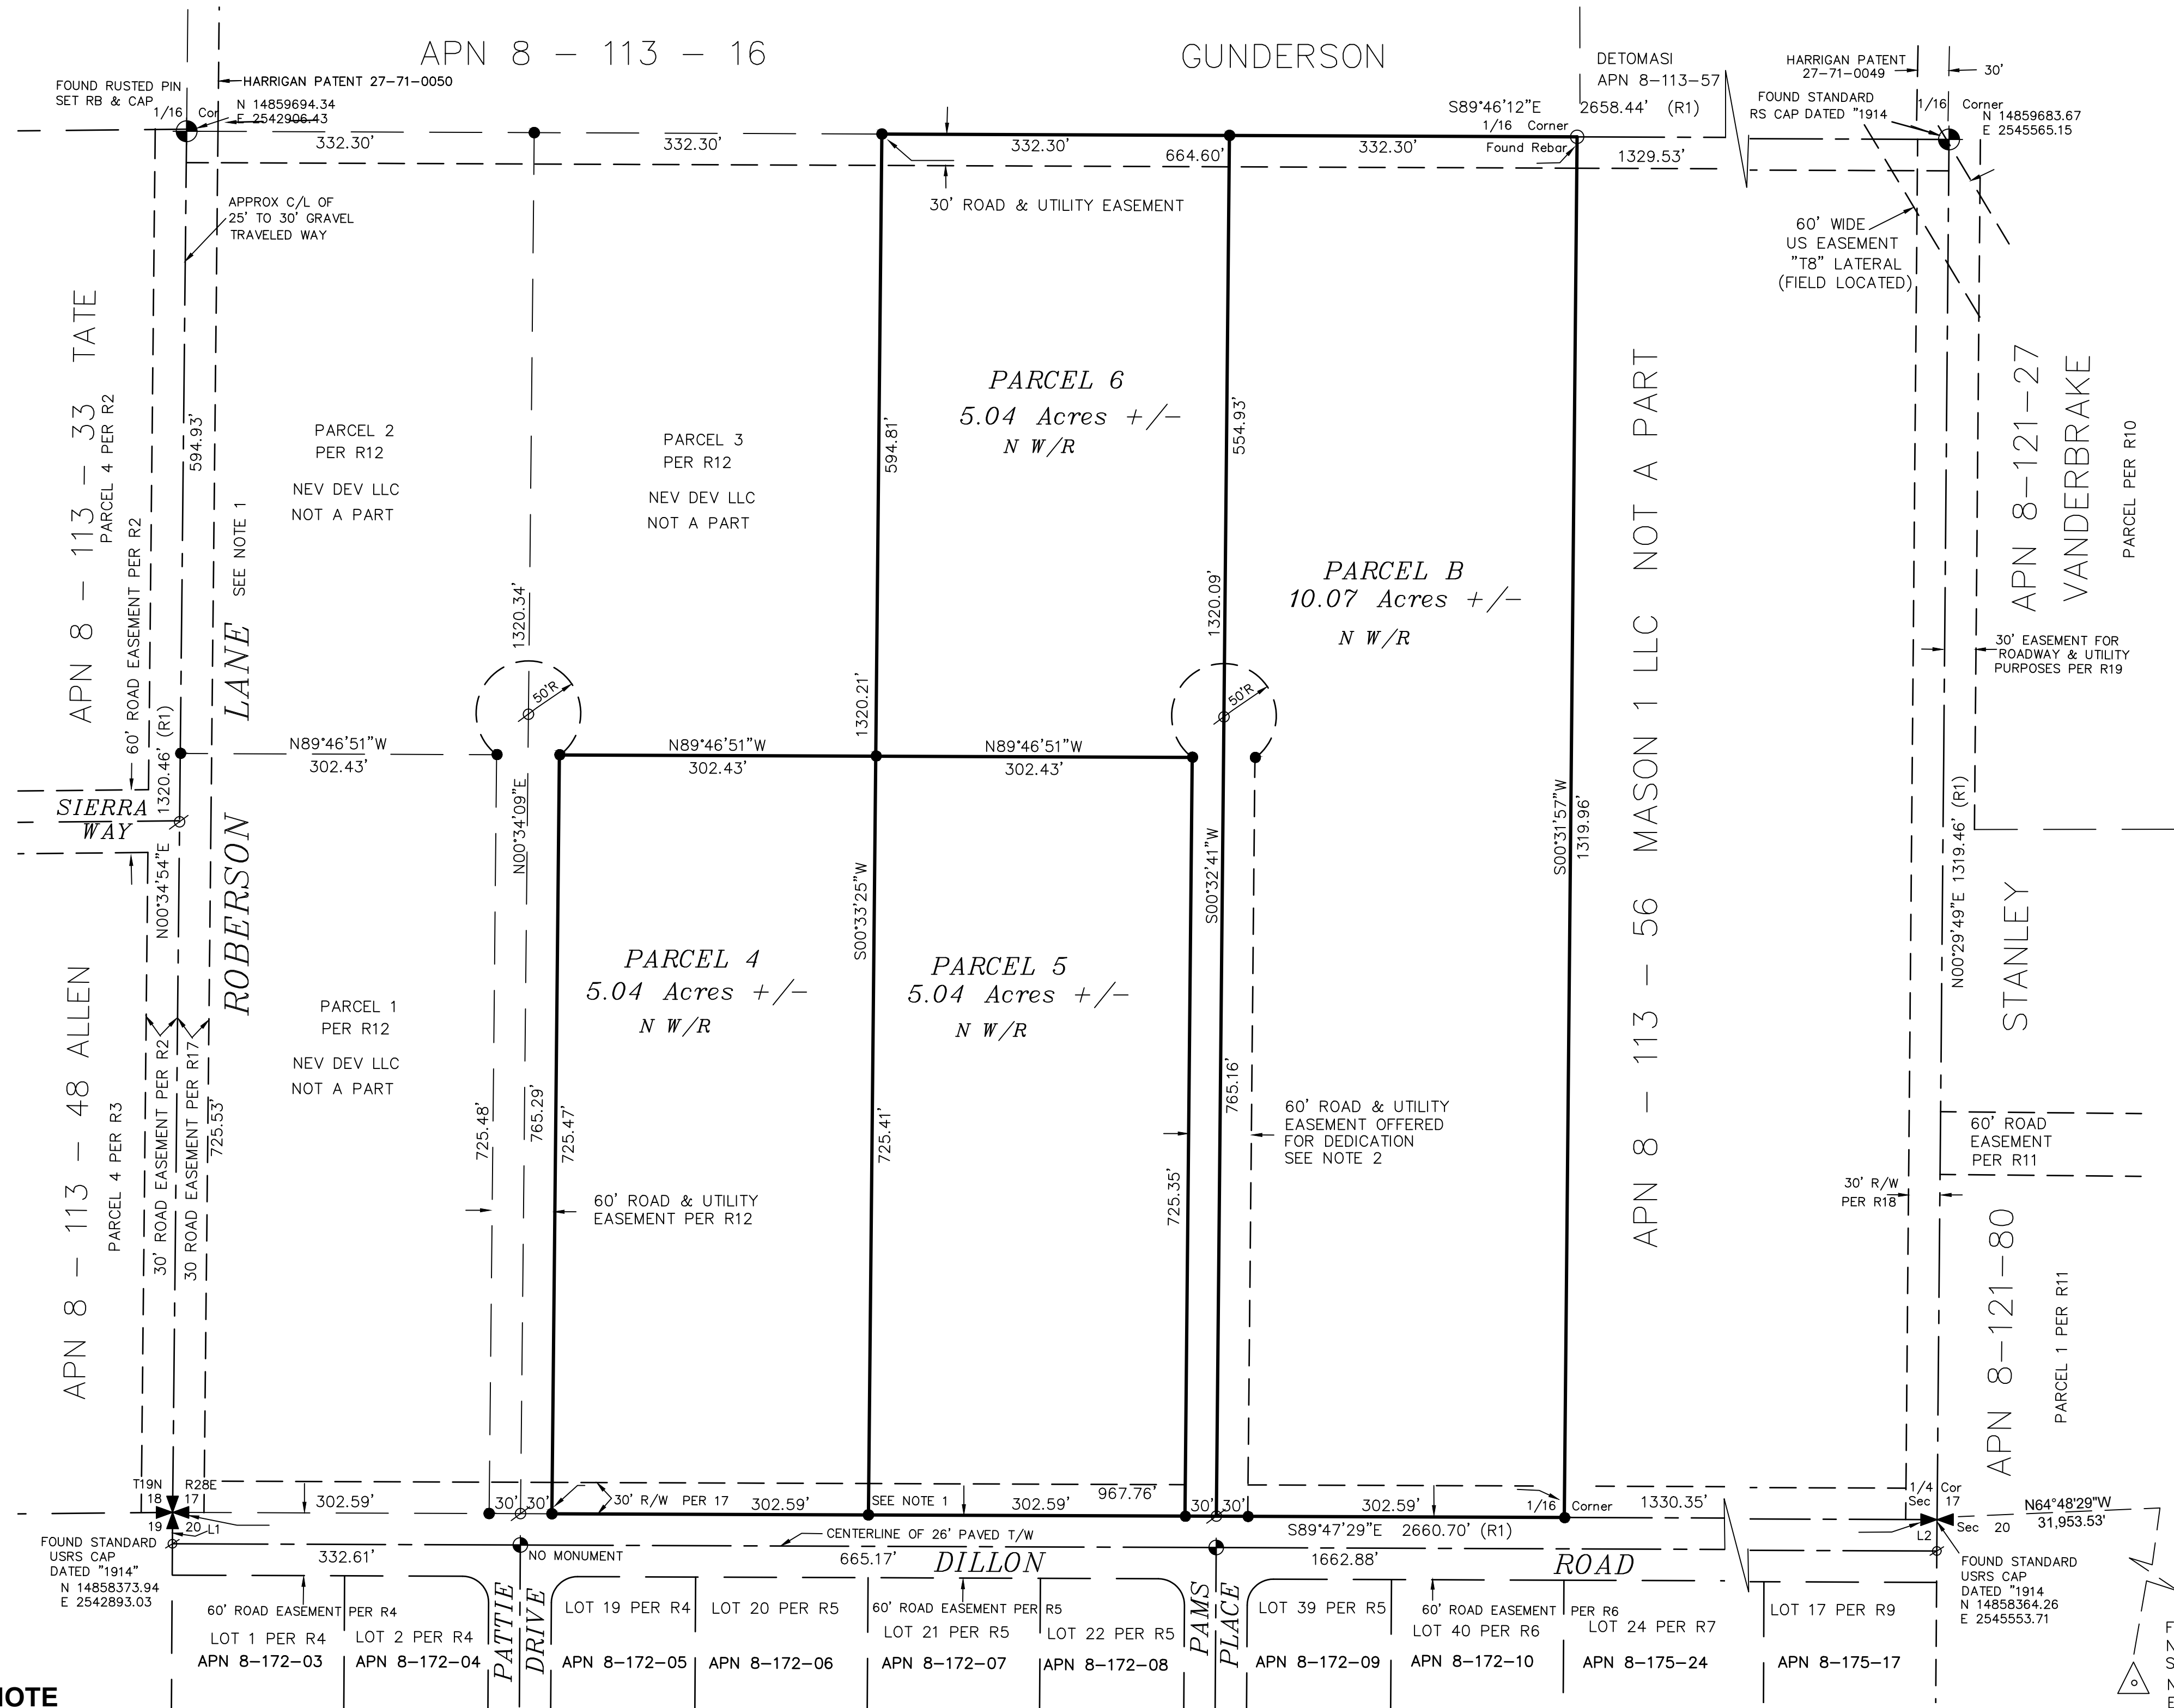 APN 8 - 113 - 16
GUNDERSON
DETOMASI
APN 8-113-57
HARRIGAN PATENT
27-71-0049
30'
FOUND RUSTED PIN
SET RB & CAP
HARRIGAN PATENT 27-71-0050
1/16 Cor
N 14859694.34
E 2542906.43
S89°46'12"E 2658.44' (R1)
1/16 Corner
Found Rebar
FOUND STANDARD
RS CAP DATED "1914
1/16 Corner
N 14859683.67
E 2545565.15
332.30'
332.30'
332.30'
664.60'
332.30'
1329.53'
APPROX C/L OF
25' TO 30' GRAVEL
TRAVELED WAY
30' ROAD & UTILITY EASEMENT
60' WIDE
US EASEMENT
"T8" LATERAL
(FIELD LOCATED)
APN 8 - 113 - 33 TATE
PARCEL 4 PER R2
60' ROAD EASEMENT PER R2
594.93'
1320.46' (R1)
N00°34'54"E
SEE NOTE 1
ROBERSON LANE
PARCEL 2
PER R12
NEV DEV LLC
NOT A PART
PARCEL 3
PER R12
NEV DEV LLC
NOT A PART
PARCEL 6
5.04 Acres +/-
N W/R
594.81'
554.93'
1320.34'
1320.21'
1320.09'
PARCEL B
10.07 Acres +/-
N W/R
50'R
50'R
APN 8 - 113 - 56 MASON 1 LLC NOT A PART
APN 8-121-27
VANDERBRAKE
PARCEL PER R10
30' EASEMENT FOR
ROADWAY & UTILITY
PURPOSES PER R19
N89°46'51"W
302.43'
N89°46'51"W
302.43'
N89°46'51"W
302.43'
SIERRA
WAY
N00°34'09"E
S00°33'25"W
S00°32'41"W
S00°31'57"W
1319.96'
N00°29'49"E 1319.46' (R1)
STANLEY
APN 8 - 113 - 48 ALLEN
PARCEL 4 PER R3
30' ROAD EASEMENT PER R2
30 ROAD EASEMENT PER R17
725.53'
PARCEL 1
PER R12
NEV DEV LLC
NOT A PART
725.48'
765.29'
725.47'
PARCEL 4
5.04 Acres +/-
N W/R
PARCEL 5
5.04 Acres +/-
N W/R
725.41'
725.35'
765.16'
60' ROAD & UTILITY
EASEMENT PER R12
60' ROAD & UTILITY
EASEMENT OFFERED
FOR DEDICATION
SEE NOTE 2
60' ROAD
EASEMENT
PER R11
30' R/W
PER R18
APN 8-121-80
PARCEL 1 PER R11
T19N R28E
18 17
19 20
L1
302.59'
30' 30'
30' R/W PER 17
302.59'
SEE NOTE 1
302.59'
967.76'
30' 30'
302.59'
1/16 Corner
1330.35'
1/4 Cor
Sec 17
Sec 20
L2
N64°48'29"W
31,953.53'
S89°47'29"E 2660.70' (R1)
CENTERLINE OF 26' PAVED T/W
FOUND STANDARD
USRS CAP
DATED "1914"
N 14858373.94
E 2542893.03
332.61'
NO MONUMENT
665.17'
DILLON ROAD
1662.88'
FOUND STANDARD
USRS CAP
DATED "1914
N 14858364.26
E 2545553.71
PATTIE
DRIVE
PAMS
PLACE
60' ROAD EASEMENT PER R4
LOT 1 PER R4
APN 8-172-03
LOT 2 PER R4
APN 8-172-04
LOT 19 PER R4
APN 8-172-05
LOT 20 PER R5
APN 8-172-06
60' ROAD EASEMENT PER R5
LOT 21 PER R5
APN 8-172-07
LOT 22 PER R5
APN 8-172-08
LOT 39 PER R5
APN 8-172-09
60' ROAD EASEMENT PER R6
LOT 40 PER R6
APN 8-172-10
LOT 24 PER R7
APN 8-175-24
LOT 17 PER R9
APN 8-175-17